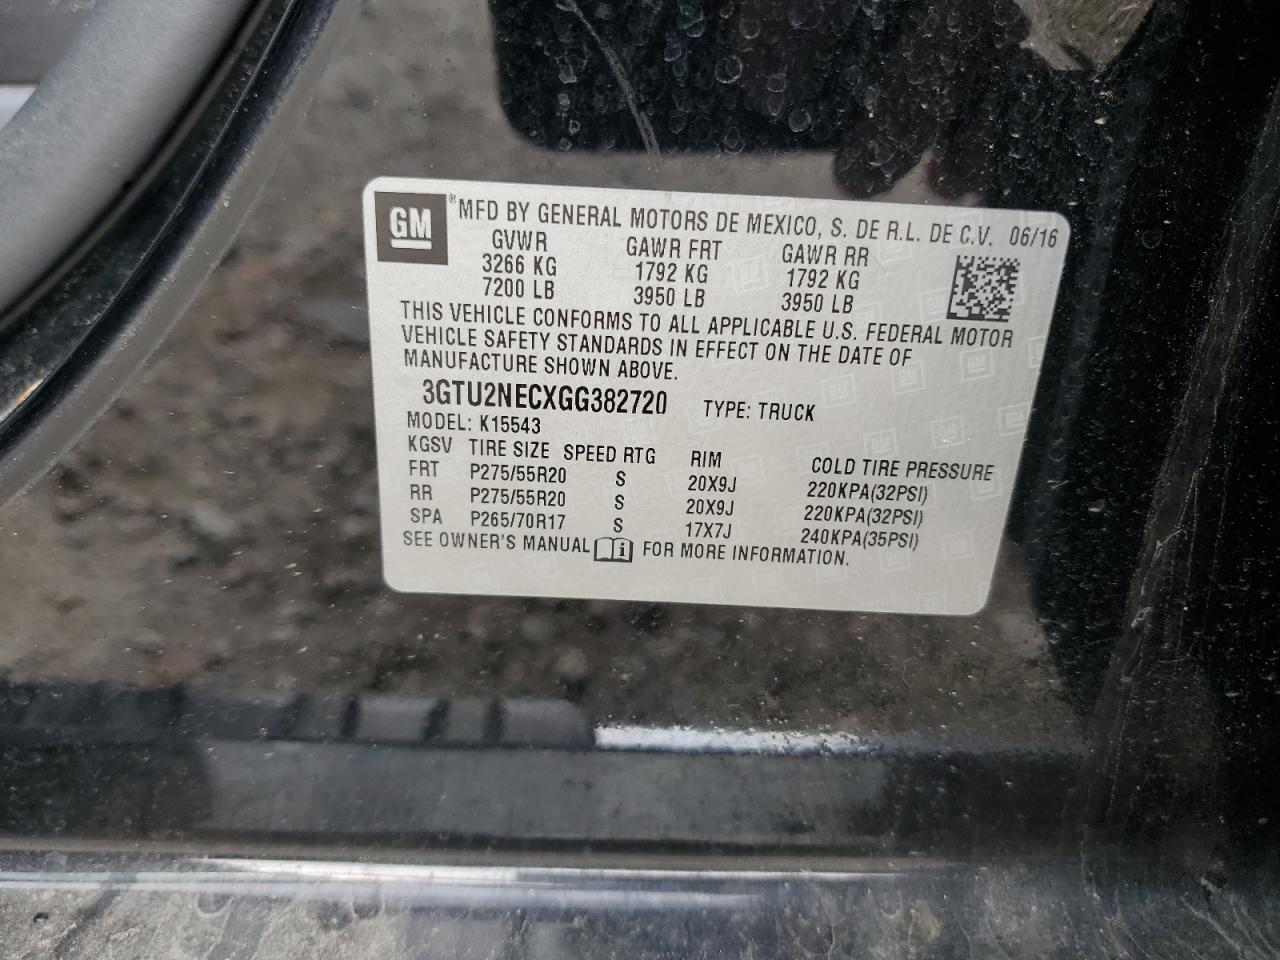 GM ® MFD BY GENERAL MOTORS DE MEXICO, S. DE R.L. DE C.V. 06/16
GVWR GAWR FRT GAWR RR
3266 KG 1792 KG 1792 KG
7200 LB 3950 LB 3950 LB
THIS VEHICLE CONFORMS TO ALL APPLICABLE U.S. FEDERAL MOTOR
VEHICLE SAFETY STANDARDS IN EFFECT ON THE DATE OF
MANUFACTURE SHOWN ABOVE.
3GTU2NECXGG382720 TYPE: TRUCK
MODEL: K15543
KGSV TIRE SIZE SPEED RTG RIM COLD TIRE PRESSURE
FRT P275/55R20 S 20X9J 220KPA(32PSI)
RR P275/55R20 S 20X9J 220KPA(32PSI)
SPA P265/70R17 S 17X7J 240KPA(35PSI)
SEE OWNER'S MANUAL FOR MORE INFORMATION.